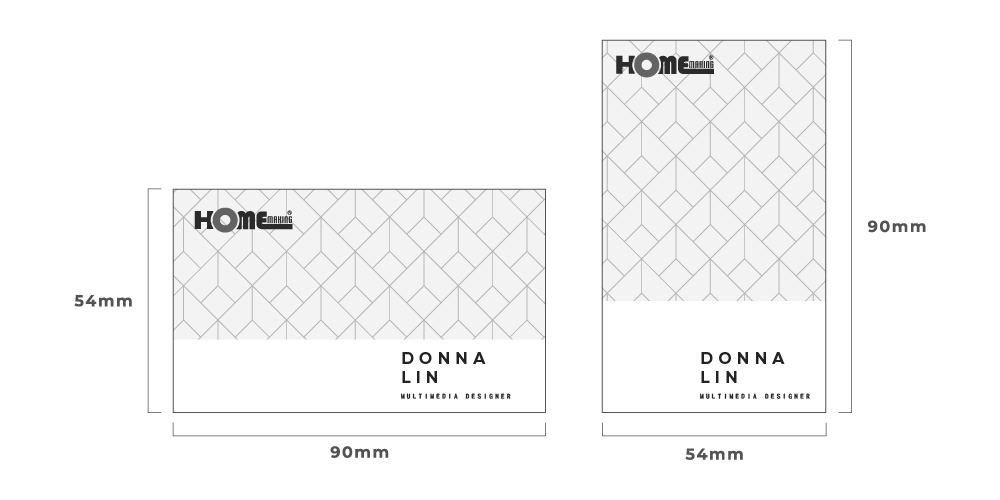 HOME MAKING®
54mm
DONNA
LIN
MULTIMEDIA DESIGNER
90mm
HOME MAKING®
90mm
DONNA
LIN
MULTIMEDIA DESIGNER
54mm